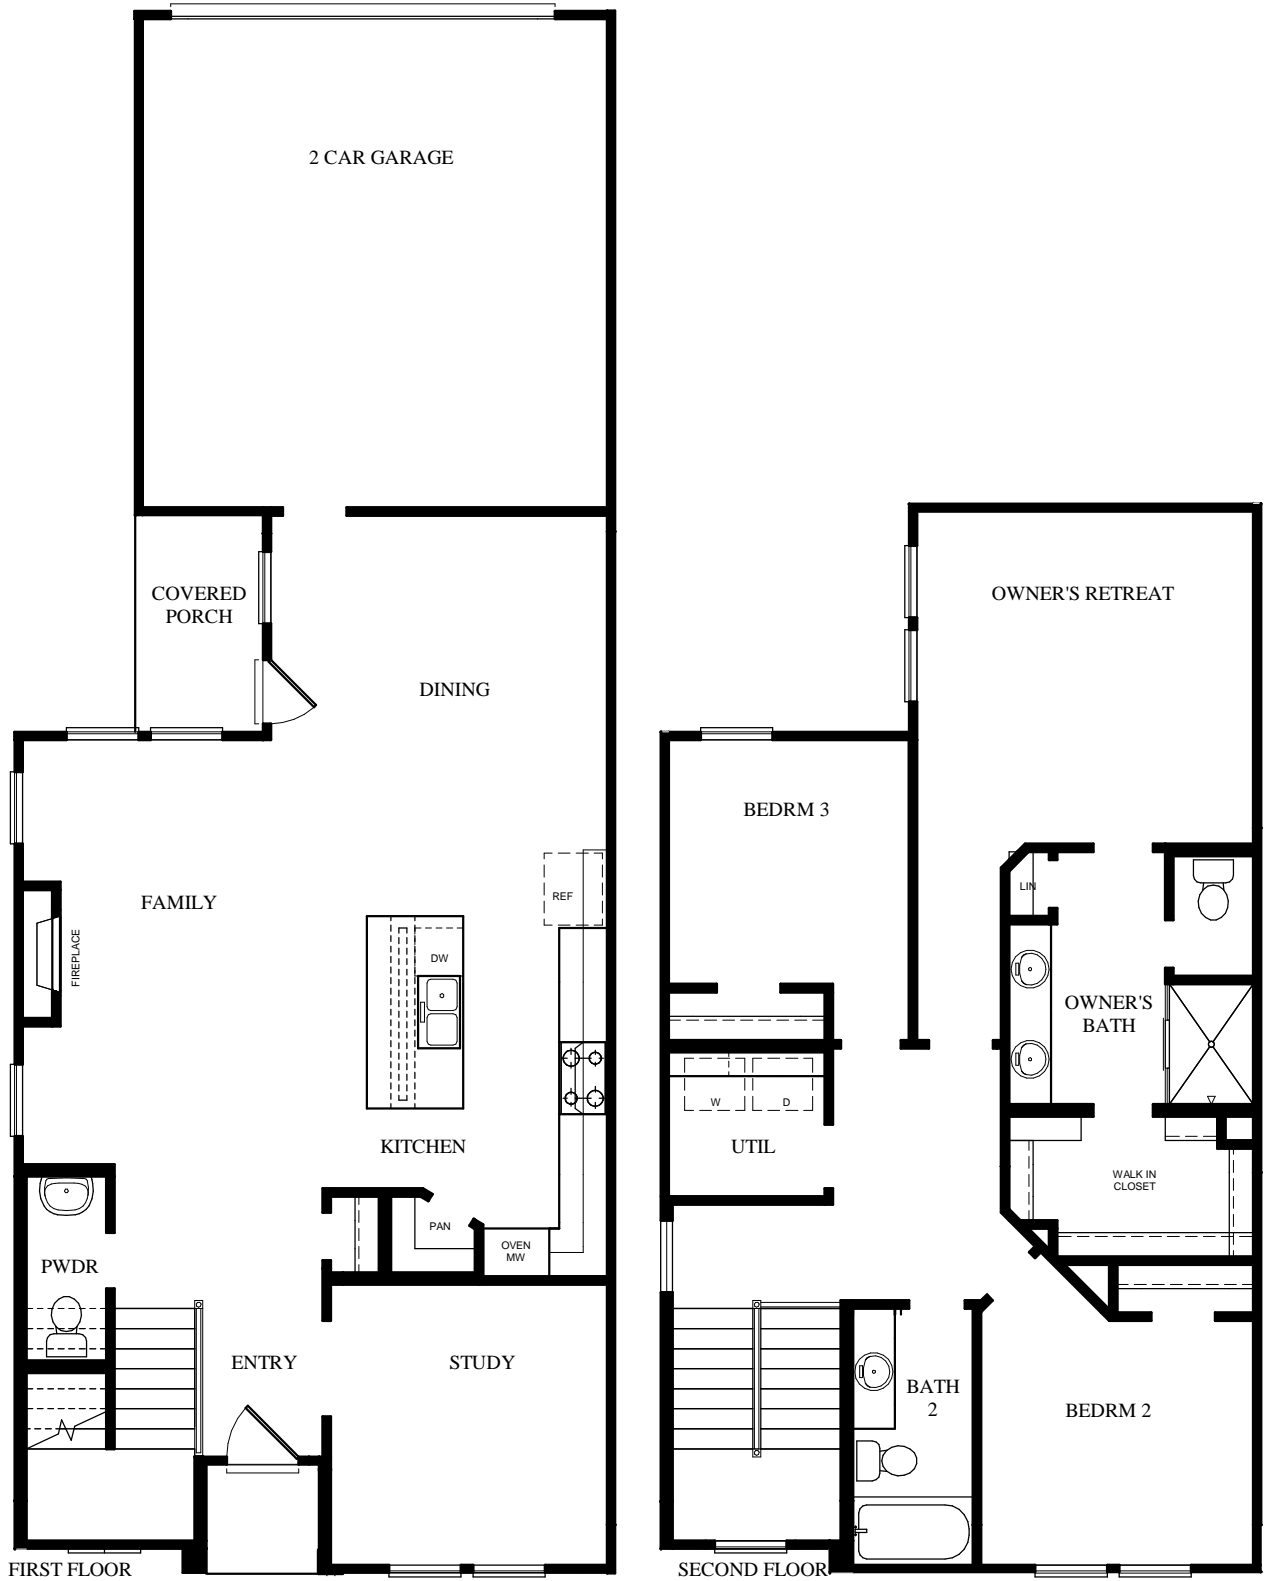 2 CAR GARAGE
COVERED
PORCH
DINING
FAMILY
FIREPLACE
REF
DW
KITCHEN
PAN
OVEN
MW
PWDR
ENTRY
STUDY
FIRST FLOOR
OWNER'S RETREAT
BEDRM 3
LIN
OWNER'S
BATH
W
D
UTIL
WALK IN
CLOSET
BATH
2
BEDRM 2
SECOND FLOOR